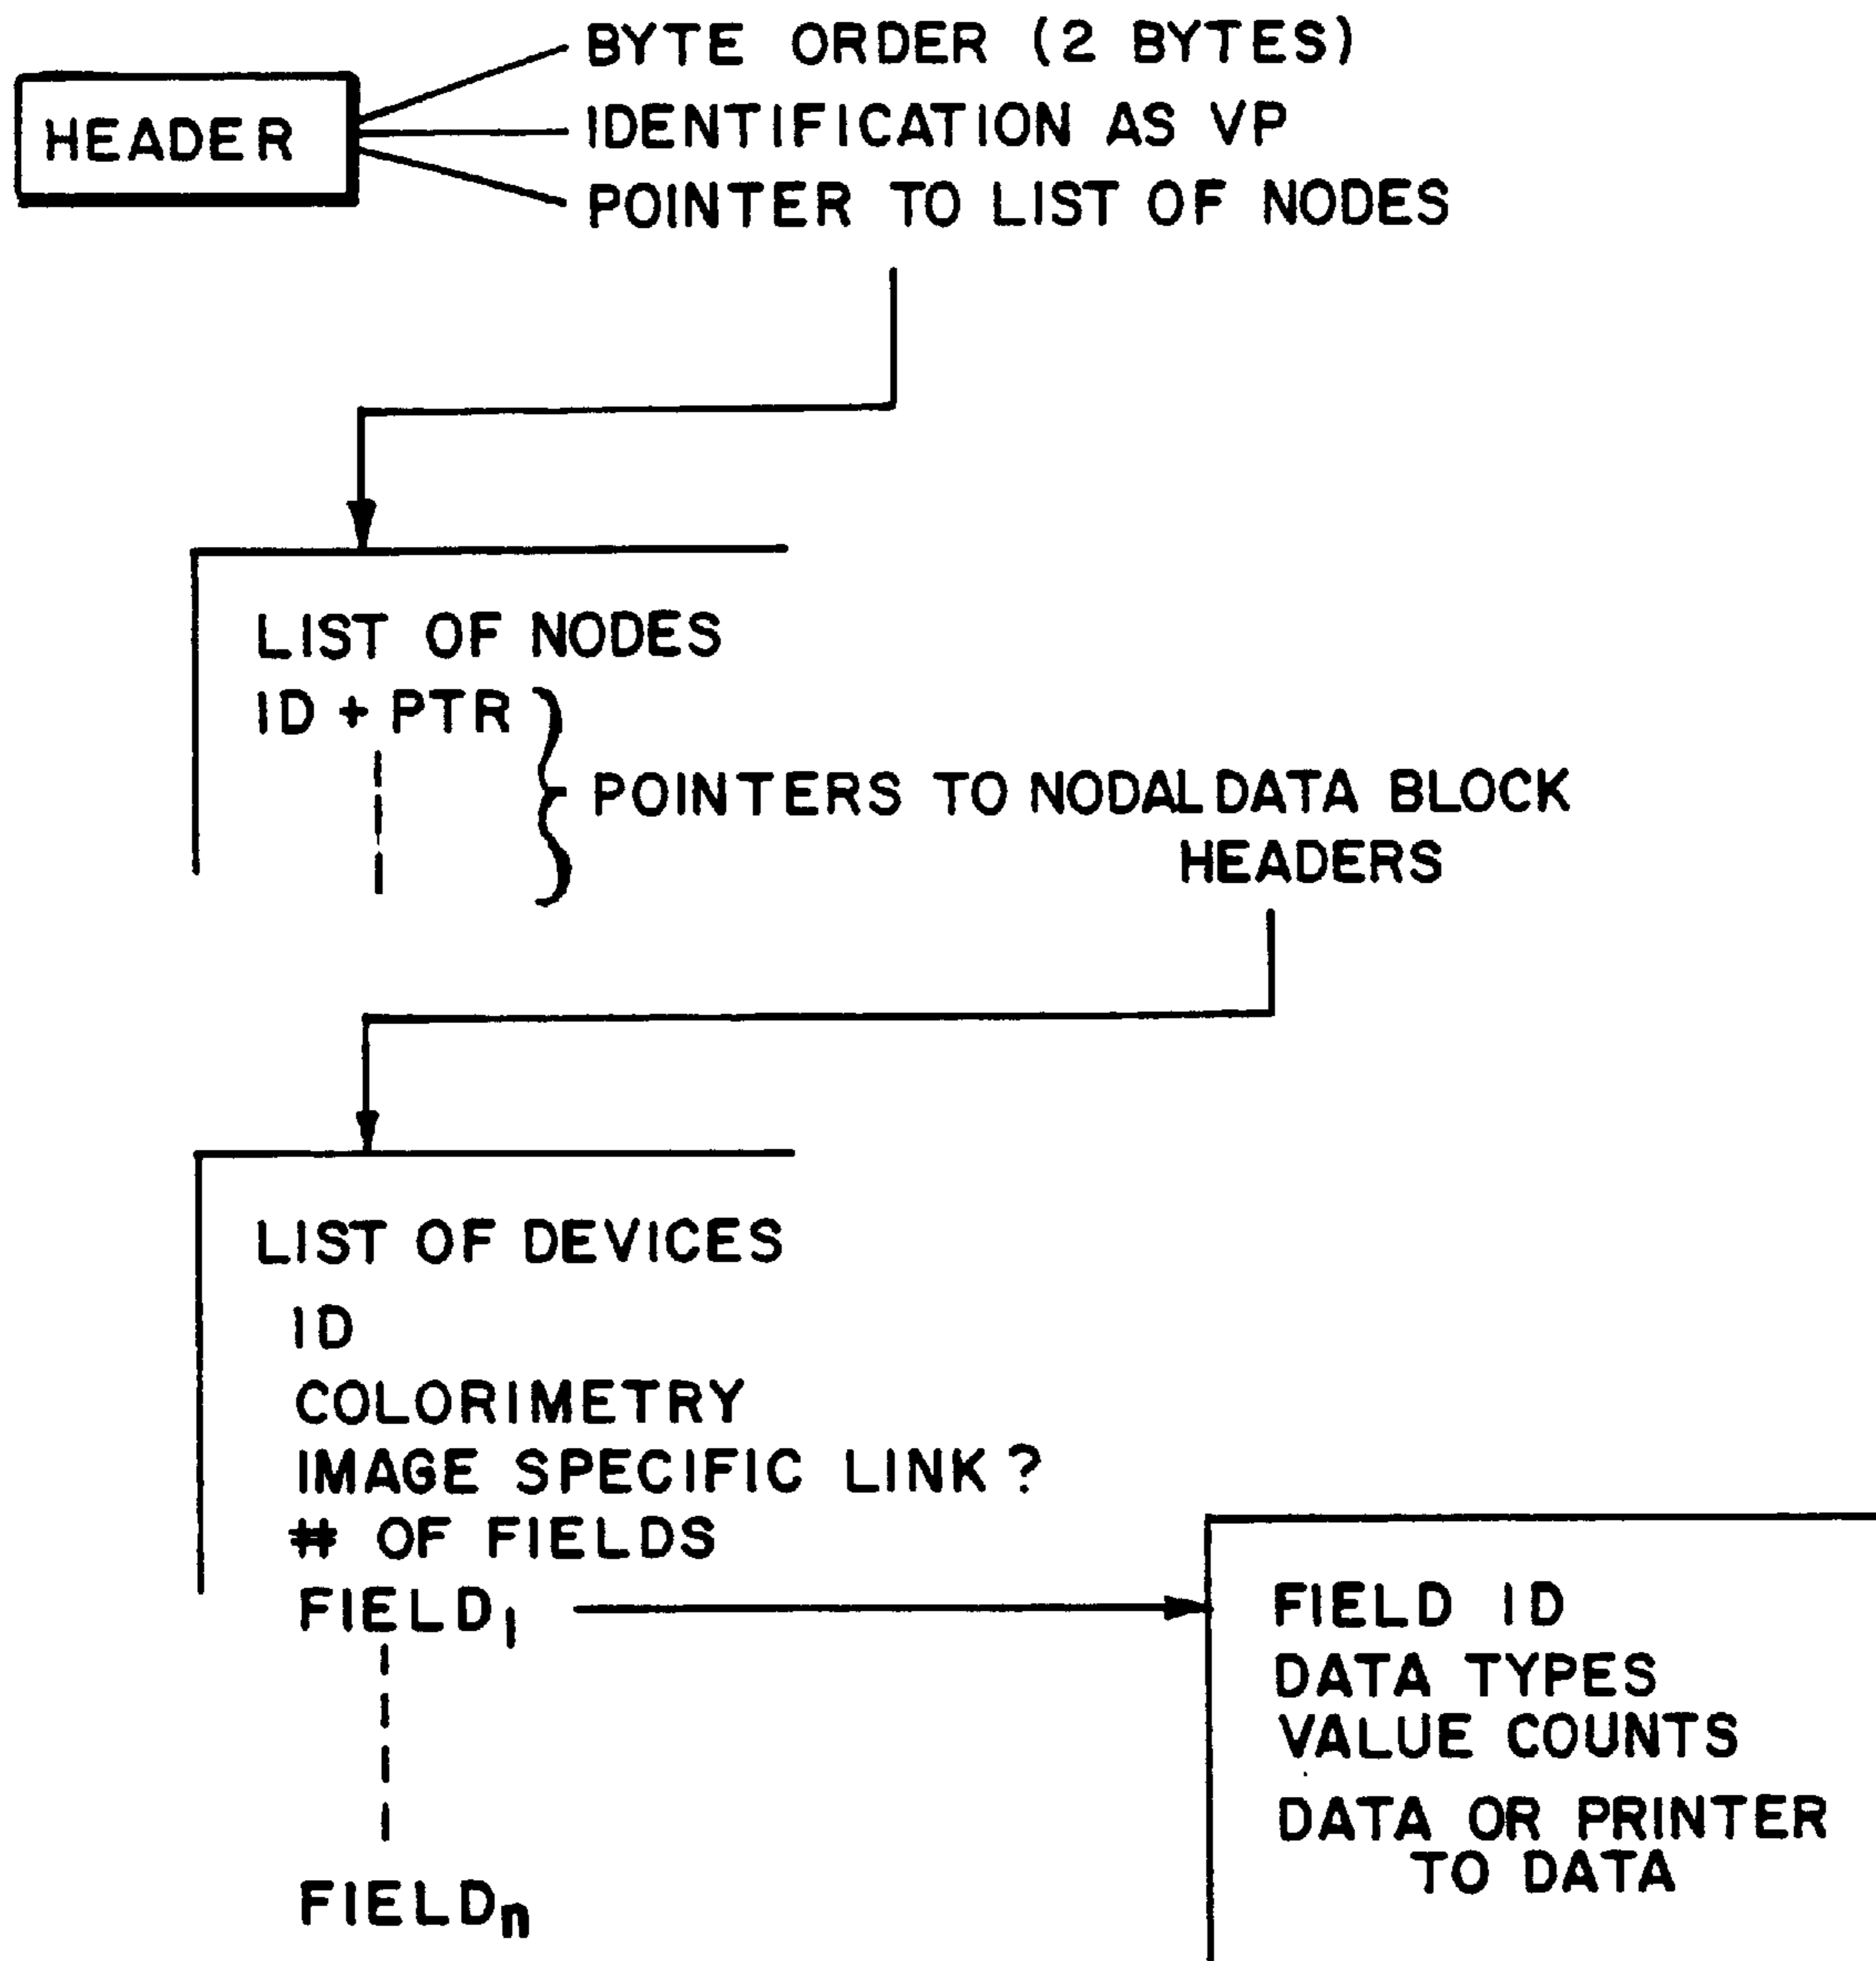 HEADER
BYTE ORDER (2 BYTES)
IDENTIFICATION AS VP
POINTER TO LIST OF NODES
LIST OF NODES
ID + PTR
POINTERS TO NODAL DATA BLOCK
HEADERS
LIST OF DEVICES
ID
COLORIMETRY
IMAGE SPECIFIC LINK?
# OF FIELDS
FIELD1
FIELDn
FIELD ID
DATA TYPES
VALUE COUNTS
DATA OR PRINTER
TO DATA